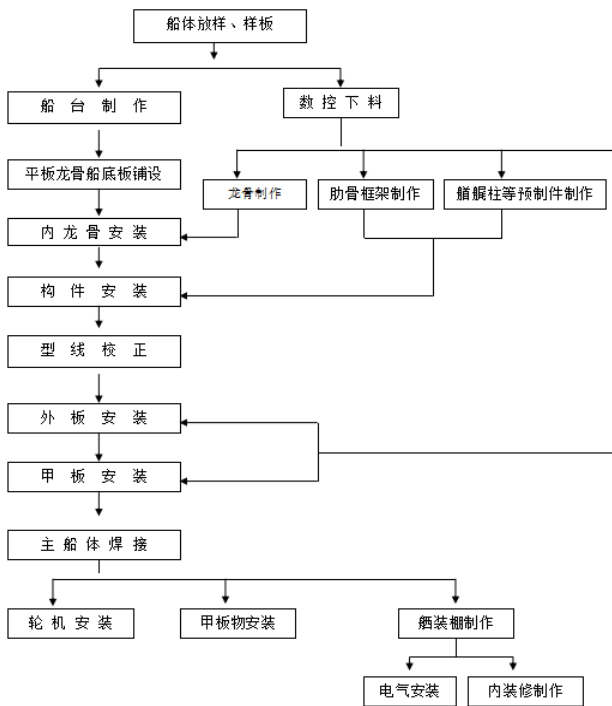 船体放样、样板
船台制作
数控下料
平板龙骨船底板铺设
龙骨制作
肋骨框架制作
艏艉柱等预制件制作
内龙骨安装
构件安装
型线校正
外板安装
甲板安装
主船体焊接
轮机安装
甲板物安装
舾装棚制作
电气安装
内装修制作